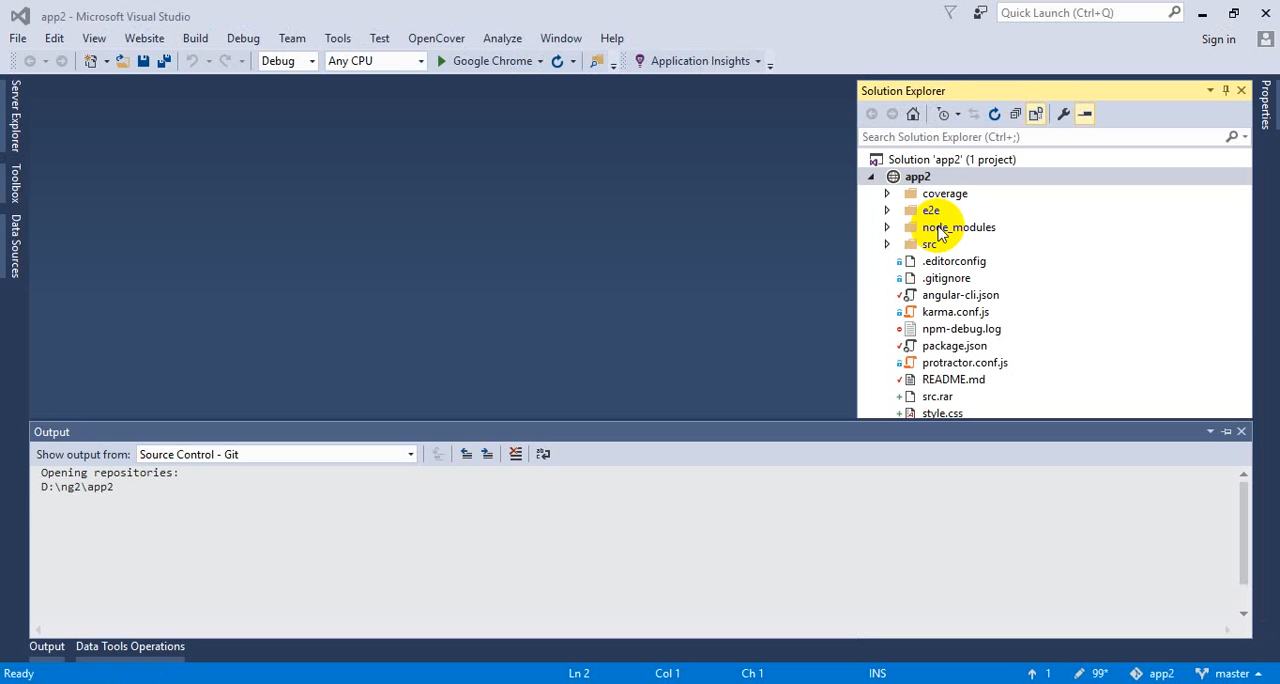 app2 - Microsoft Visual Studio
Quick Launch (Ctrl+Q)
File Edit View Website Build Debug Team Tools Test OpenCover Analyze Window Help
Sign in
Debug Any CPU Google Chrome Application Insights
Server Explorer
Toolbox
Data Sources
Solution Explorer
Search Solution Explorer (Ctrl+;)
Solution 'app2' (1 project)
app2
coverage
e2e
node_modules
src
.editorconfig
.gitignore
angular-cli.json
karma.conf.js
npm-debug.log
package.json
protractor.conf.js
README.md
src.rar
style.css
Properties
Output
Show output from: Source Control - Git
Opening repositories:
D:\ng2\app2
Output Data Tools Operations
Ready Ln 2 Col 1 Ch 1 INS 1 99* app2 master